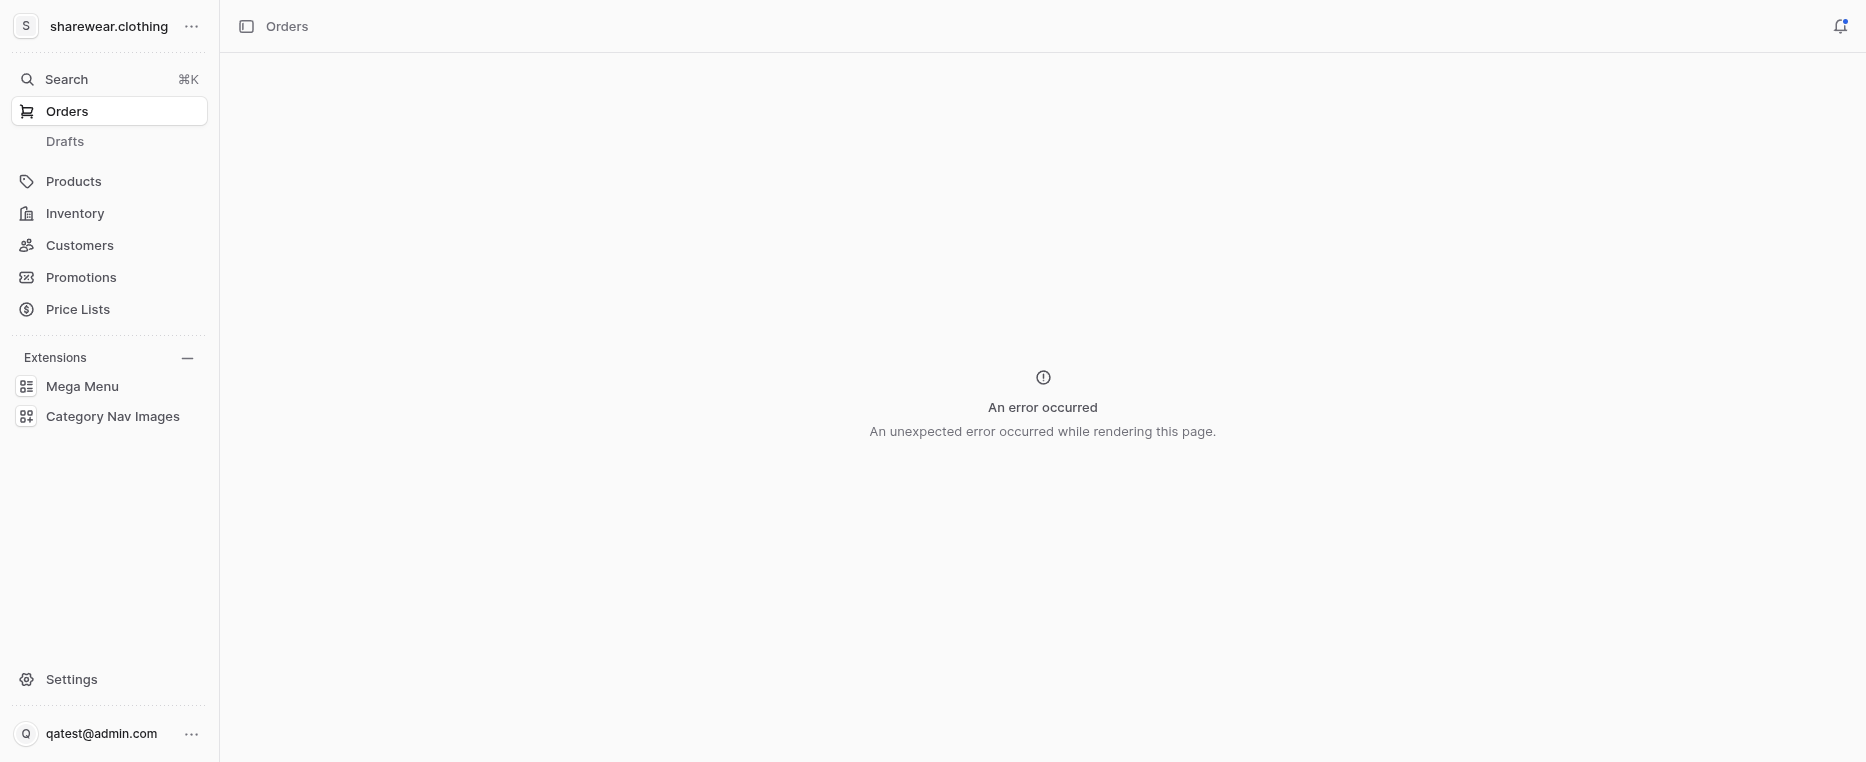 S sharewear.clothing
Orders
Search ⌘K
Orders
Drafts
Products
Inventory
Customers
Promotions
Price Lists
Extensions
Mega Menu
Category Nav Images
An error occurred
An unexpected error occurred while rendering this page.
Settings
Q qatest@admin.com